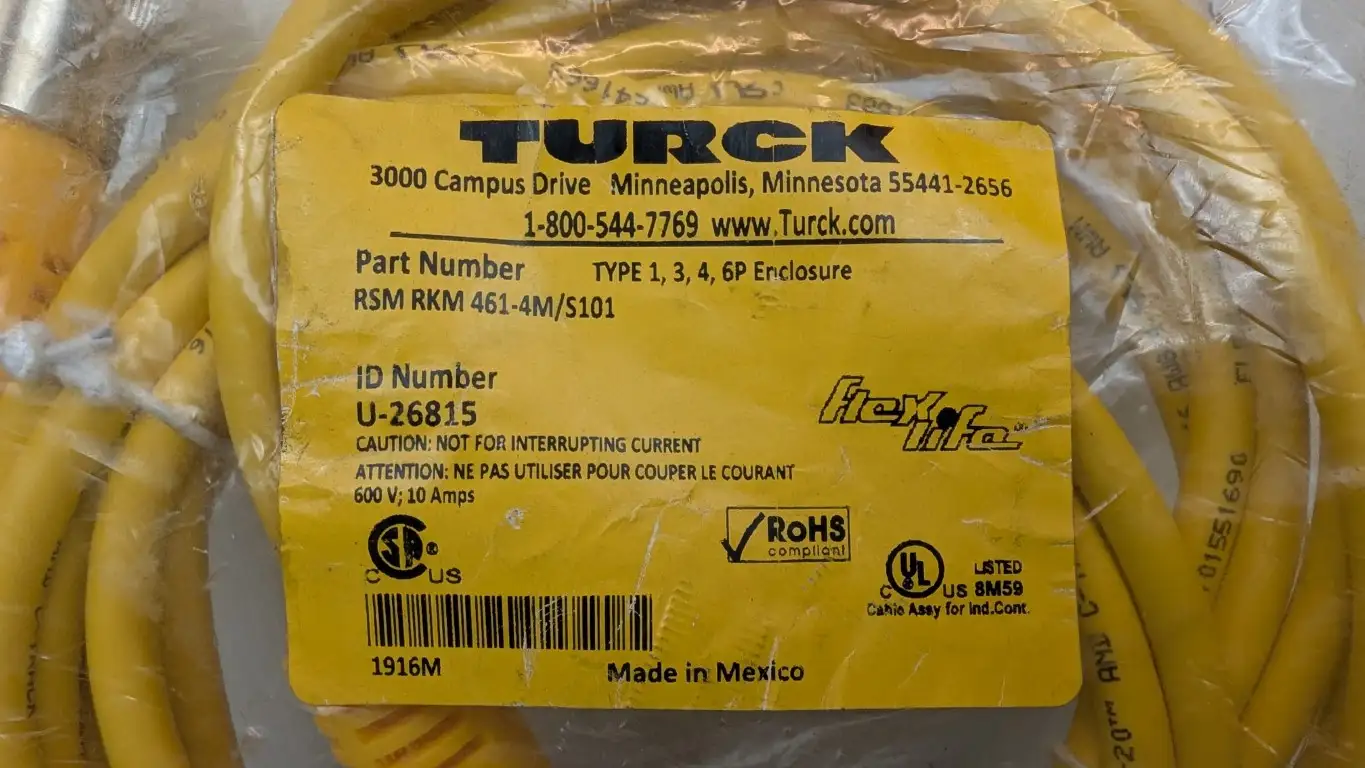 TURCK
3000 Campus Drive Minneapolis, Minnesota 55441-2656
1-800-544-7769 www.Turck.com
Part Number TYPE 1, 3, 4, 6P Enclosure
RSM RKM 461-4M/S101
ID Number
U-26815
flex life
CAUTION: NOT FOR INTERRUPTING CURRENT
ATTENTION: NE PAS UTILISER POUR COUPER LE COURANT
600 V; 10 Amps
RoHS
compliant
SA ®
C US
UL ®
C US LISTED
8M59
Cable Assy for Ind.Cont.
1916M
Made in Mexico
01551690